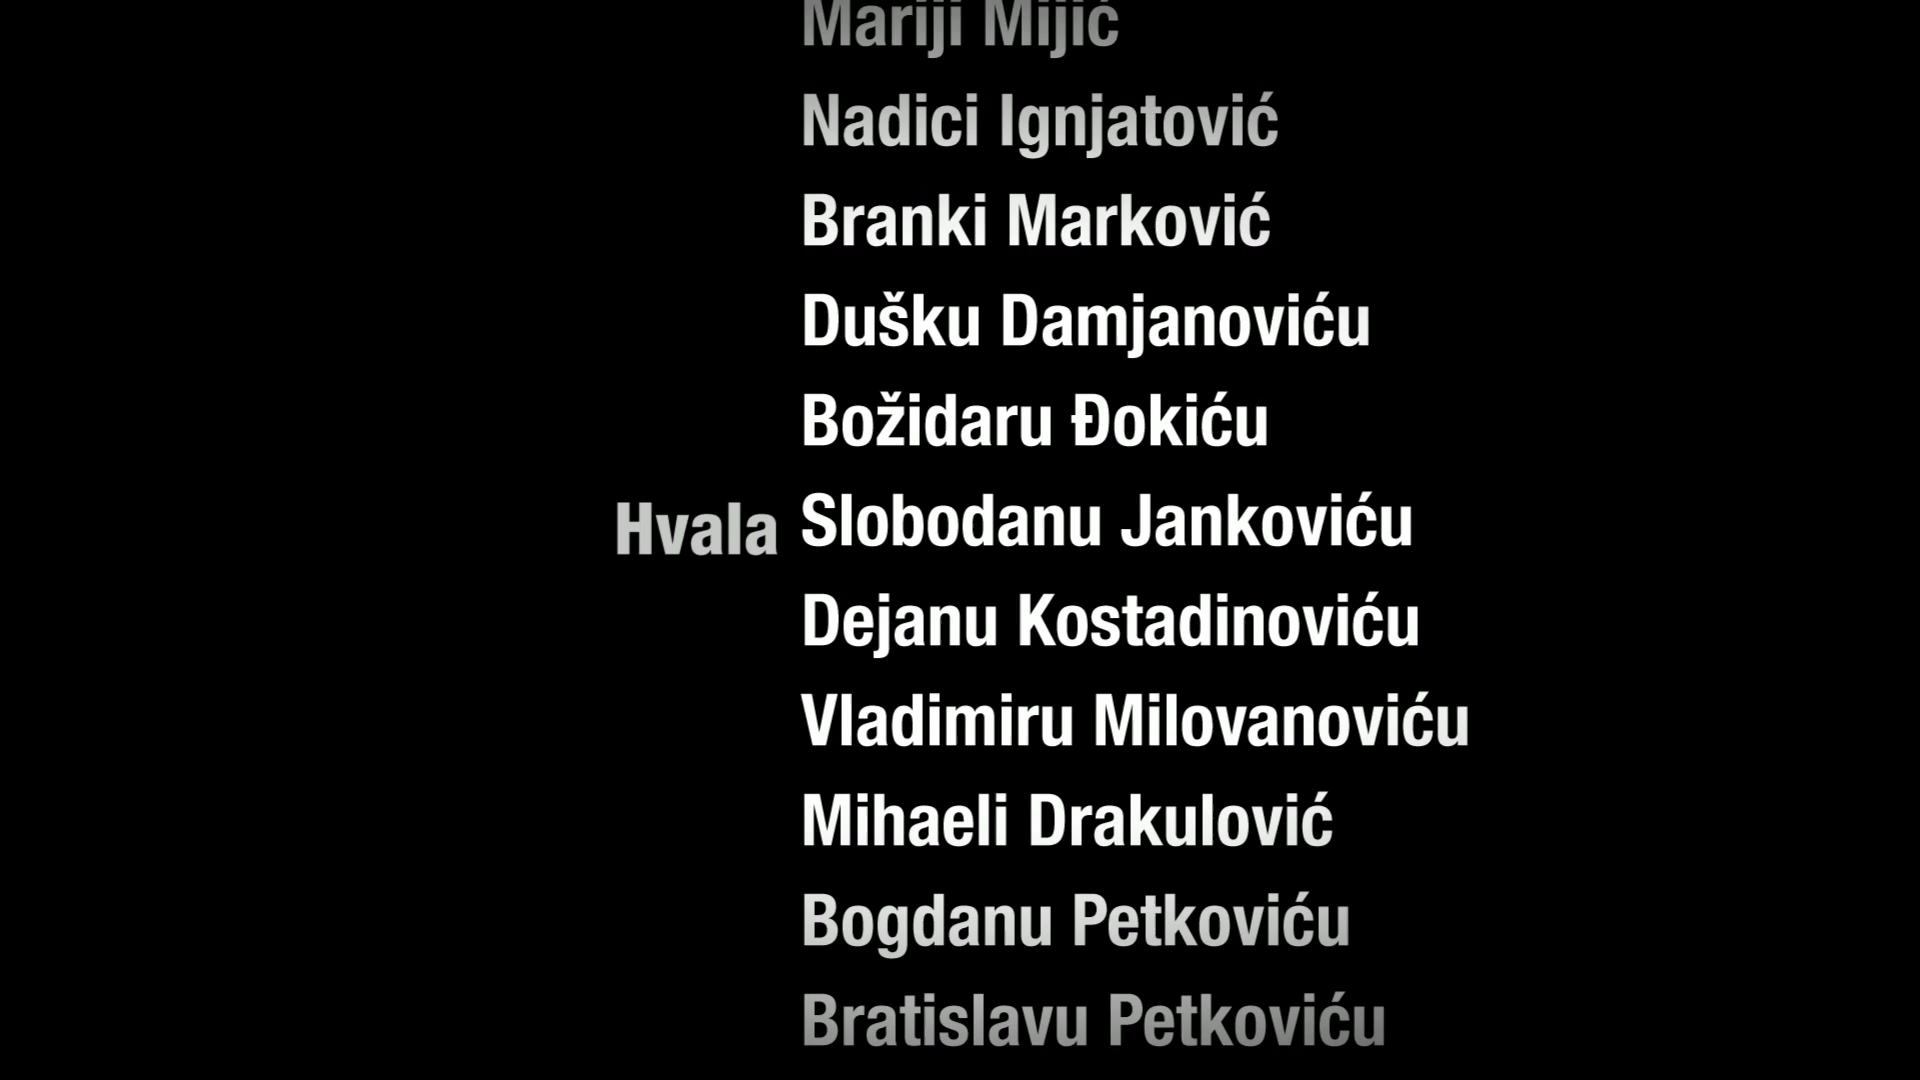 Mariji Mijić
Nadici Ignjatović
Branki Marković
Dušku Damjanoviću
Božidaru Đokiću
Hvala Slobodanu Jankoviću
Dejanu Kostadinoviću
Vladimiru Milovanoviću
Mihaeli Drakulović
Bogdanu Petkoviću
Bratislavu Petkoviću